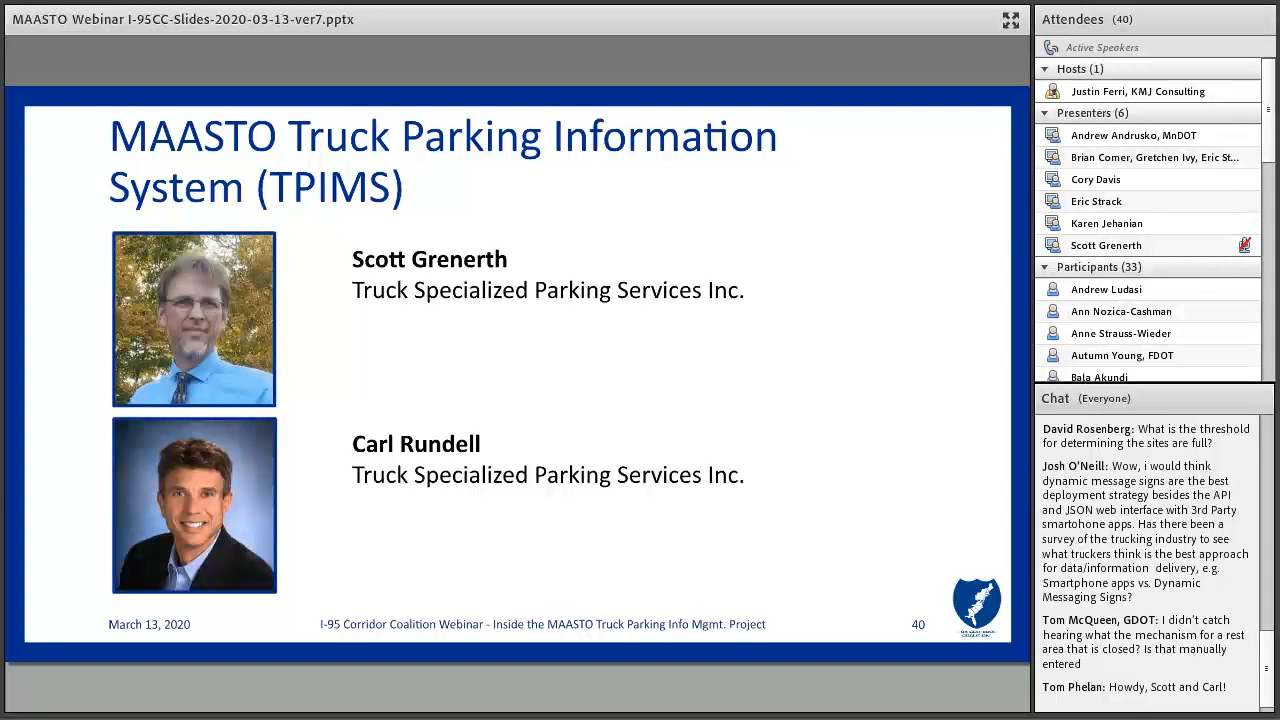 MAASTO Webinar I-95CC-Slides-2020-03-13-ver7.pptx
MAASTO Truck Parking Information
System (TPIMS)
Scott Grenerth
Truck Specialized Parking Services Inc.
Carl Rundell
Truck Specialized Parking Services Inc.
March 13, 2020
I-95 Corridor Coalition Webinar - Inside the MAASTO Truck Parking Info Mgmt. Project
40
Attendees (40)
Active Speakers
Hosts (1)
Justin Ferri, KMJ Consulting
Presenters (6)
Andrew Andrusko, MnDOT
Brian Comer, Gretchen Ivy, Eric St...
Cory Davis
Eric Strack
Karen Jehanian
Scott Grenerth
Participants (33)
Andrew Ludasi
Ann Nozica-Cashman
Anne Strauss-Wieder
Autumn Young, FDOT
Bala Akundi
Chat (Everyone)
David Rosenberg: What is the threshold
for determining the sites are full?
Josh O'Neill: Wow, i would think
dynamic message signs are the best
deployment strategy besides the API
and JSON web interface with 3rd Party
smartohone apps. Has there been a
survey of the trucking industry to see
what truckers think is the best approach
for data/information delivery, e.g.
Smartphone apps vs. Dynamic
Messaging Signs?
Tom McQueen, GDOT: I didn't catch
hearing what the mechanism for a rest
area that is closed? Is that manually
entered
Tom Phelan: Howdy, Scott and Carl!